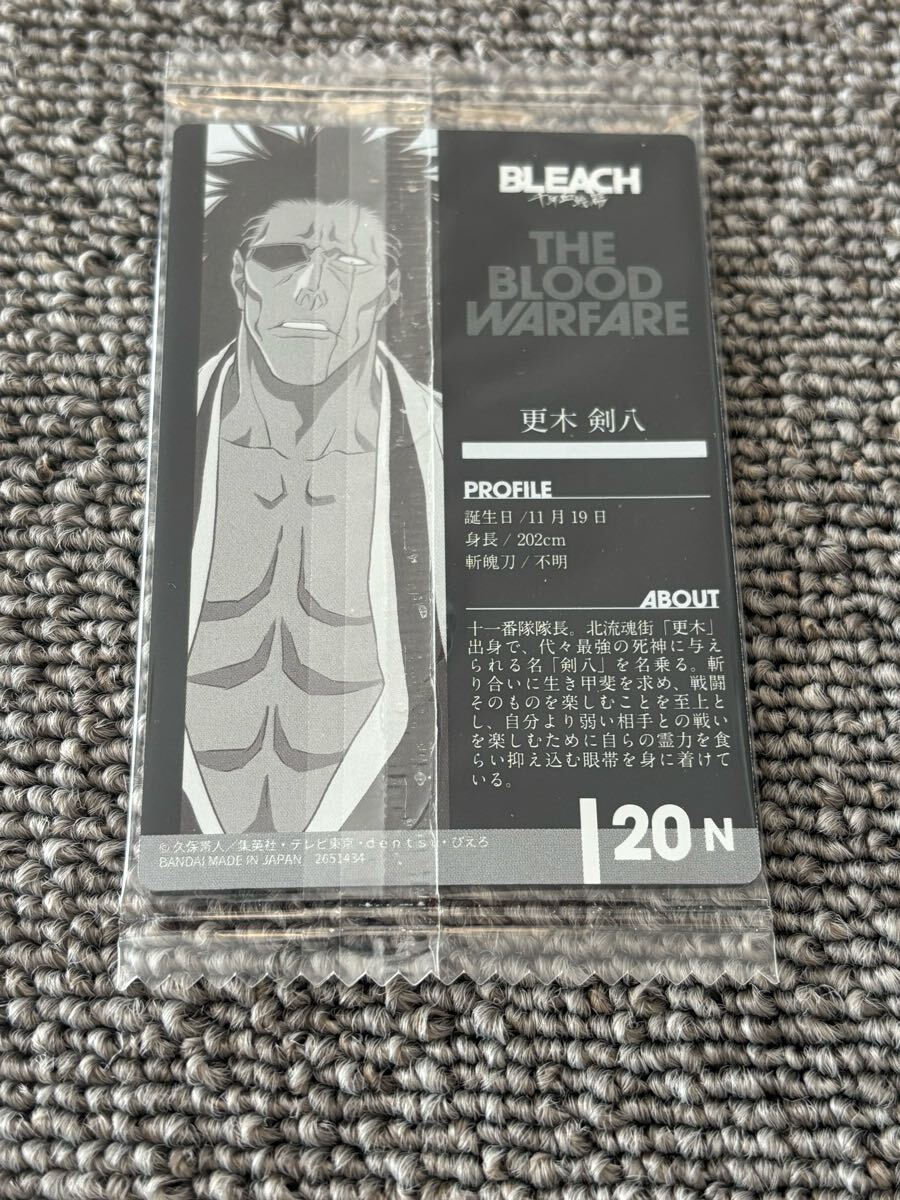 BLEACH
千年血戦篇
THE
BLOOD
WARFARE
更木 剣八
PROFILE
誕生日/11月19日
身長/202cm
斬魄刀/不明
ABOUT
十一番隊隊長。北流魂街「更木」
出身で、代々最強の死神に与え
られる名「剣八」を名乗る。斬
り合いに生き甲斐を求め、戦闘
そのものを楽しむことを至上と
し、自分より弱い相手との戦い
を楽しむために自らの霊力を食
らい抑え込む眼帯を身に着けて
いる。
20 N
© 久保帯人/集英社・テレビ東京・dentsu・ぴえろ
BANDAI MADE IN JAPAN 2651434